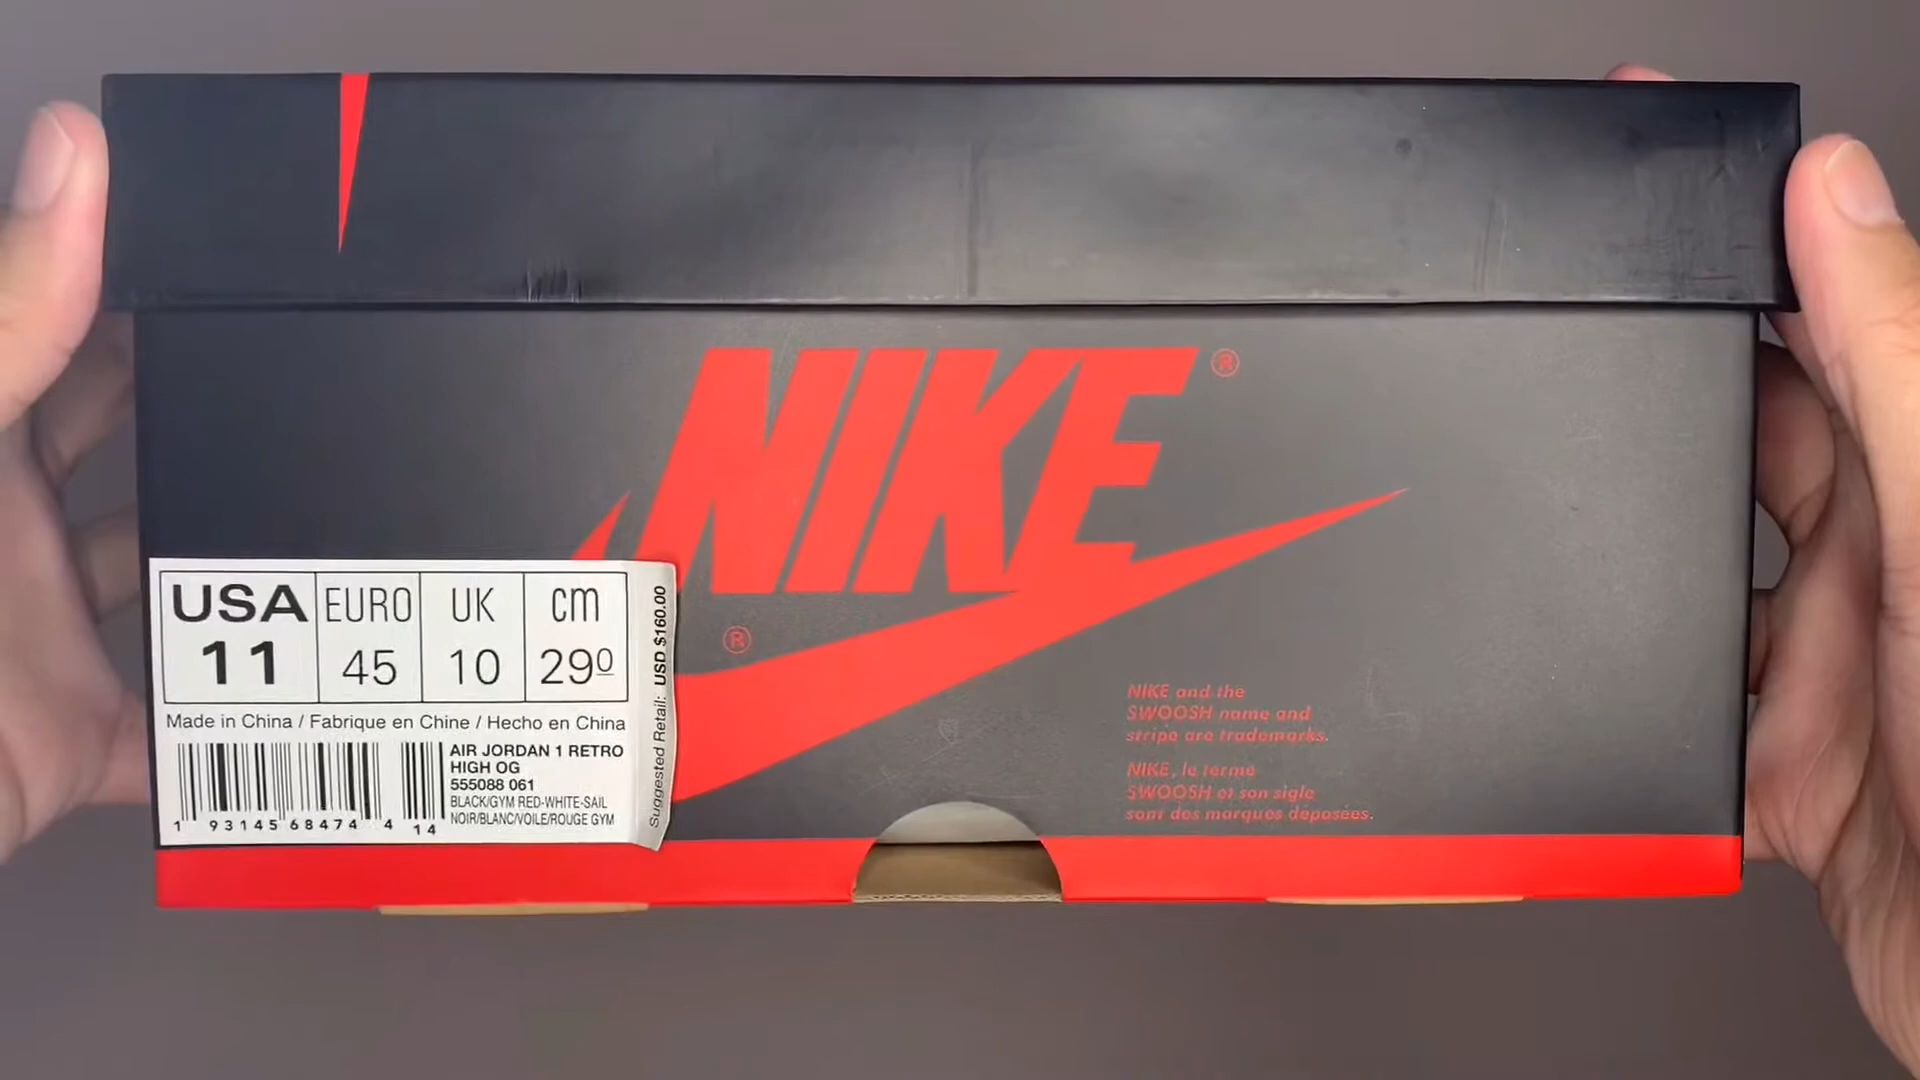 NIKE ®
®
USA EURO UK cm
11 45 10 290
Suggested Retail: USD $160.00
Made in China / Fabrique en Chine / Hecho en China
AIR JORDAN 1 RETRO
HIGH OG
555088 061
BLACK/GYM RED-WHITE-SAIL
NOIR/BLANC/VOILE/ROUGE GYM
1 93145 68474 4 14
NIKE and the
SWOOSH name and
stripe are trademarks.
NIKE, le terme
SWOOSH et son sigle
sont des marques déposées.